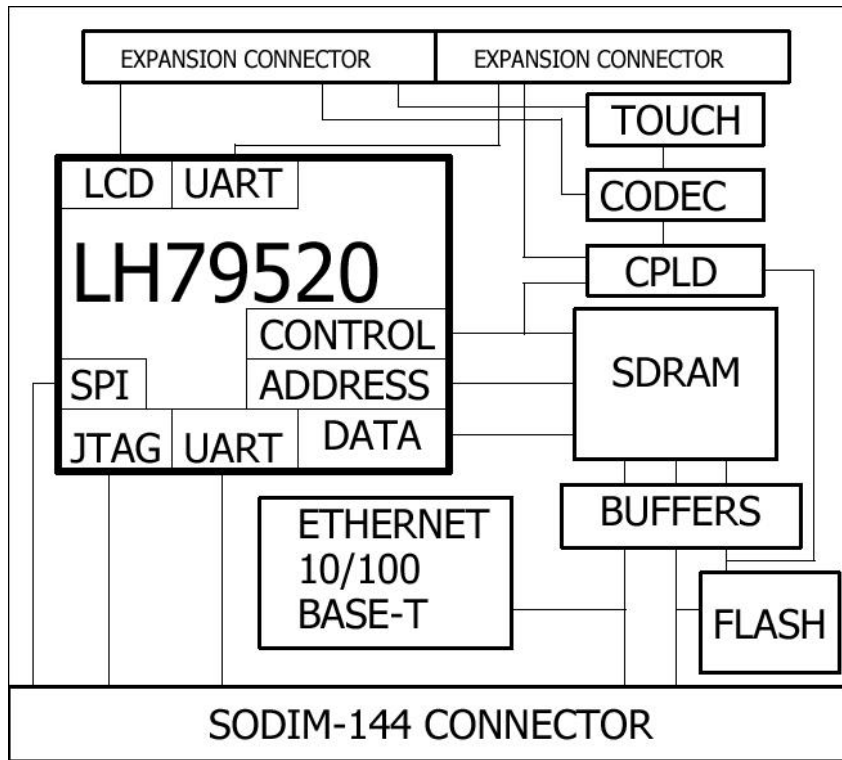 EXPANSION CONNECTOR
EXPANSION CONNECTOR
TOUCH
LCD
UART
CODEC
LH79520
CPLD
CONTROL
SPI
ADDRESS
SDRAM
JTAG
UART
DATA
ETHERNET
10/100
BASE-T
BUFFERS
FLASH
SODIM-144 CONNECTOR